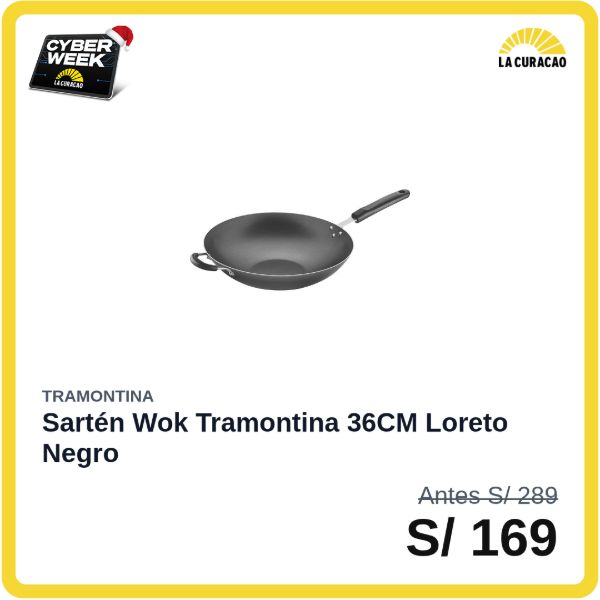 CYBER
WEEK
LA CURACAO
LA CURACAO
TRAMONTINA
Sartén Wok Tramontina 36CM Loreto
Negro
Antes S/ 289
S/ 169